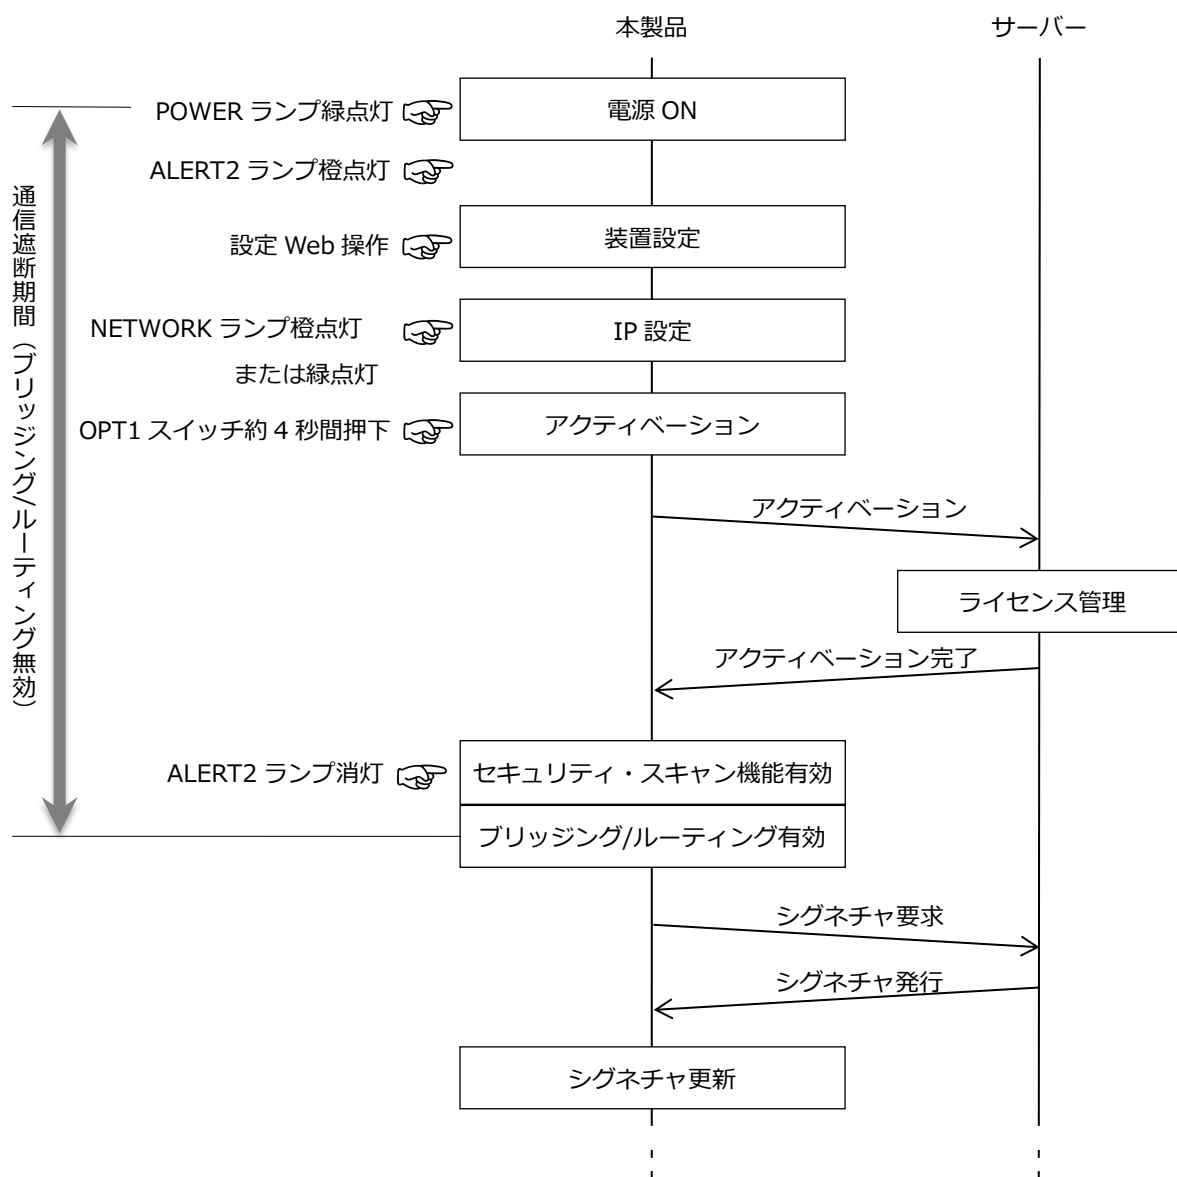 本製品
サーバー
POWER ランプ緑点灯
電源 ON
ALERT2 ランプ橙点灯
設定 Web 操作
装置設定
NETWORK ランプ橙点灯
または緑点灯
IP 設定
OPT1 スイッチ約 4 秒間押下
アクティベーション
通信遮断期間（ブリッジング/ルーティング無効）
アクティベーション
ライセンス管理
アクティベーション完了
ALERT2 ランプ消灯
セキュリティ・スキャン機能有効
ブリッジング/ルーティング有効
シグネチャ要求
シグネチャ発行
シグネチャ更新